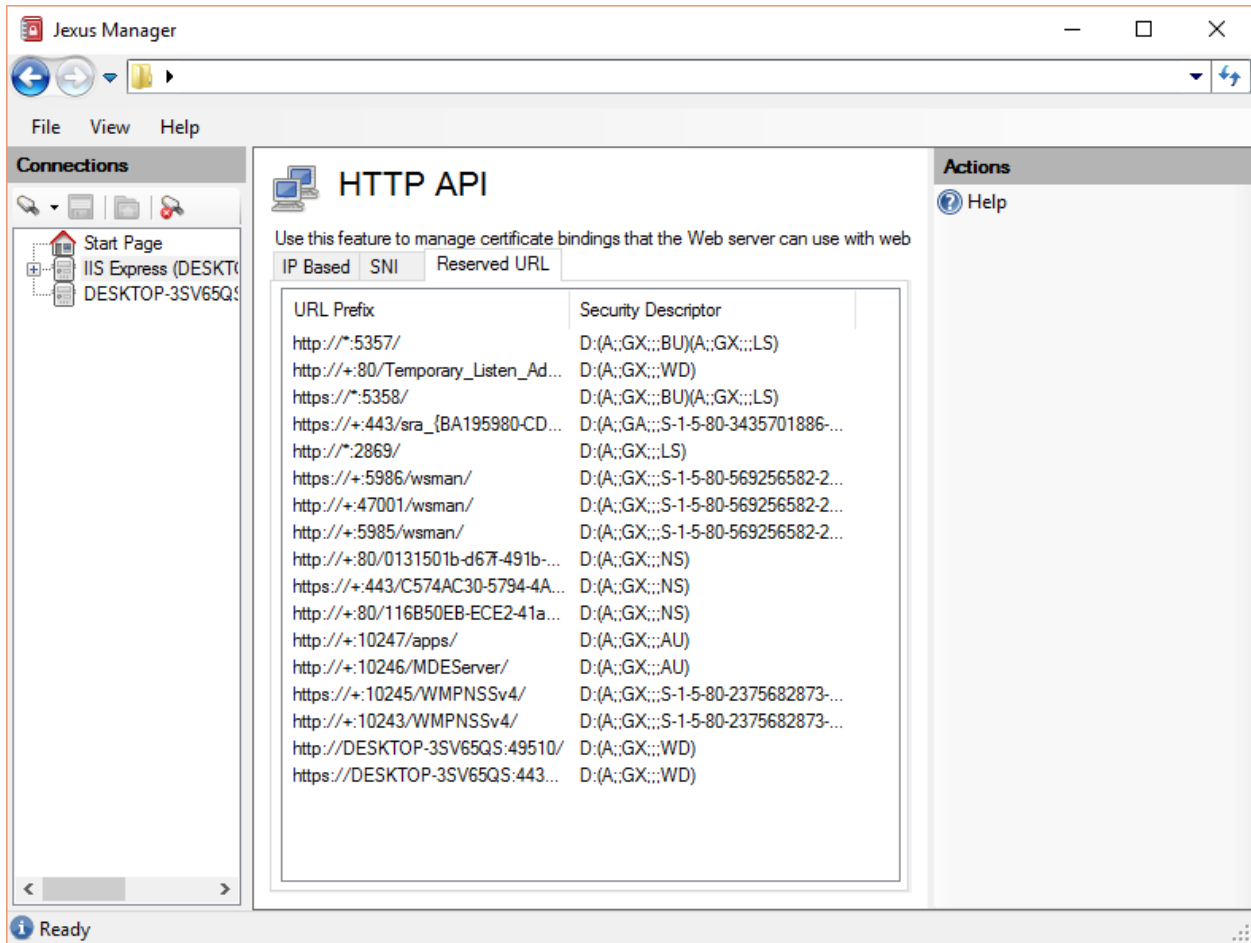 Jexus Manager
File View Help
Connections
Start Page
IIS Express (DESKT
DESKTOP-3SV65QS
HTTP API
Use this feature to manage certificate bindings that the Web server can use with web
IP Based SNI Reserved URL
URL Prefix Security Descriptor
http://*:5357/ D:(A;;GX;;;BU)(A;;GX;;;LS)
http://+:80/Temporary_Listen_Ad... D:(A;;GX;;;WD)
https://*:5358/ D:(A;;GX;;;BU)(A;;GX;;;LS)
https://+:443/sra_{BA195980-CD... D:(A;;GA;;;S-1-5-80-3435701886-...
http://*:2869/ D:(A;;GX;;;LS)
https://+:5986/wsman/ D:(A;;GX;;;S-1-5-80-569256582-2...
http://+:47001/wsman/ D:(A;;GX;;;S-1-5-80-569256582-2...
http://+:5985/wsman/ D:(A;;GX;;;S-1-5-80-569256582-2...
http://+:80/0131501b-d67f-491b-... D:(A;;GX;;;NS)
https://+:443/C574AC30-5794-4A... D:(A;;GX;;;NS)
http://+:80/116B50EB-ECE2-41a... D:(A;;GX;;;NS)
http://+:10247/apps/ D:(A;;GX;;;AU)
http://+:10246/MDEServer/ D:(A;;GX;;;AU)
https://+:10245/WMPNSSv4/ D:(A;;GX;;;S-1-5-80-2375682873-...
http://+:10243/WMPNSSv4/ D:(A;;GX;;;S-1-5-80-2375682873-...
http://DESKTOP-3SV65QS:49510/ D:(A;;GX;;;WD)
https://DESKTOP-3SV65QS:443... D:(A;;GX;;;WD)
Actions
Help
Ready